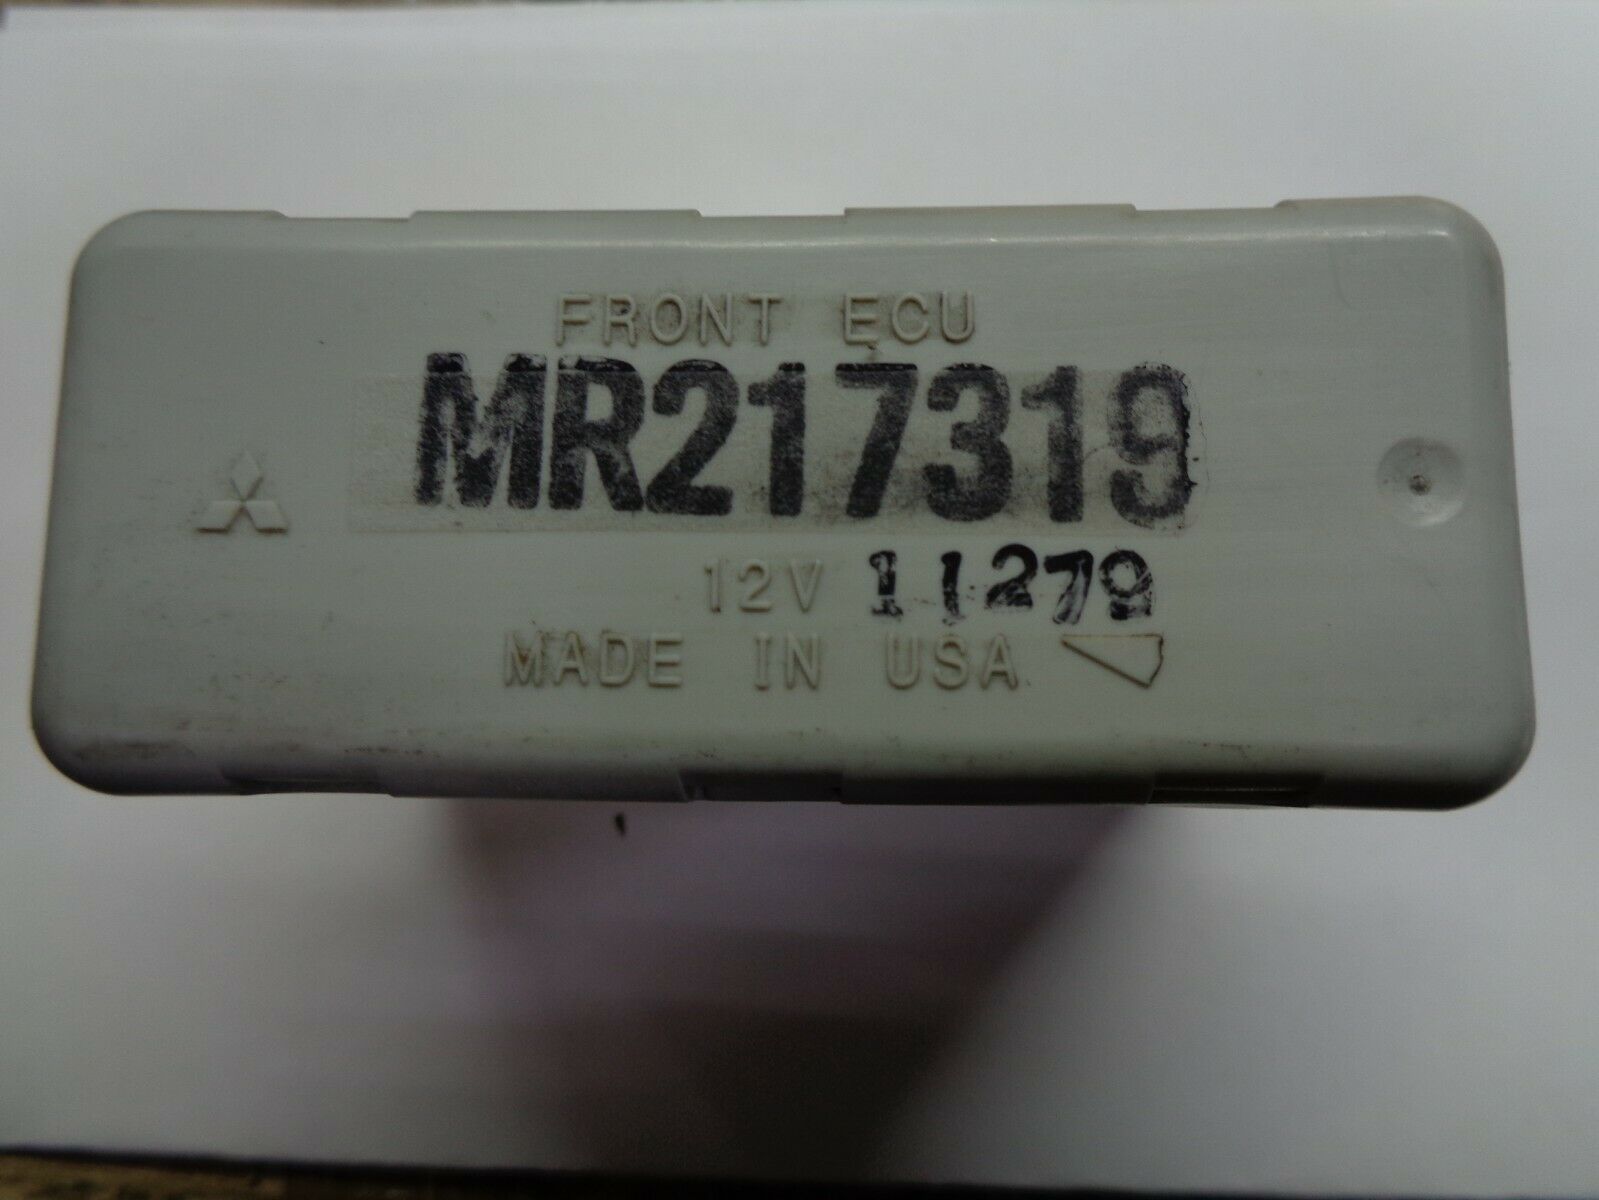 FRONT ECU
MR217319
12V 11279
MADE IN USA